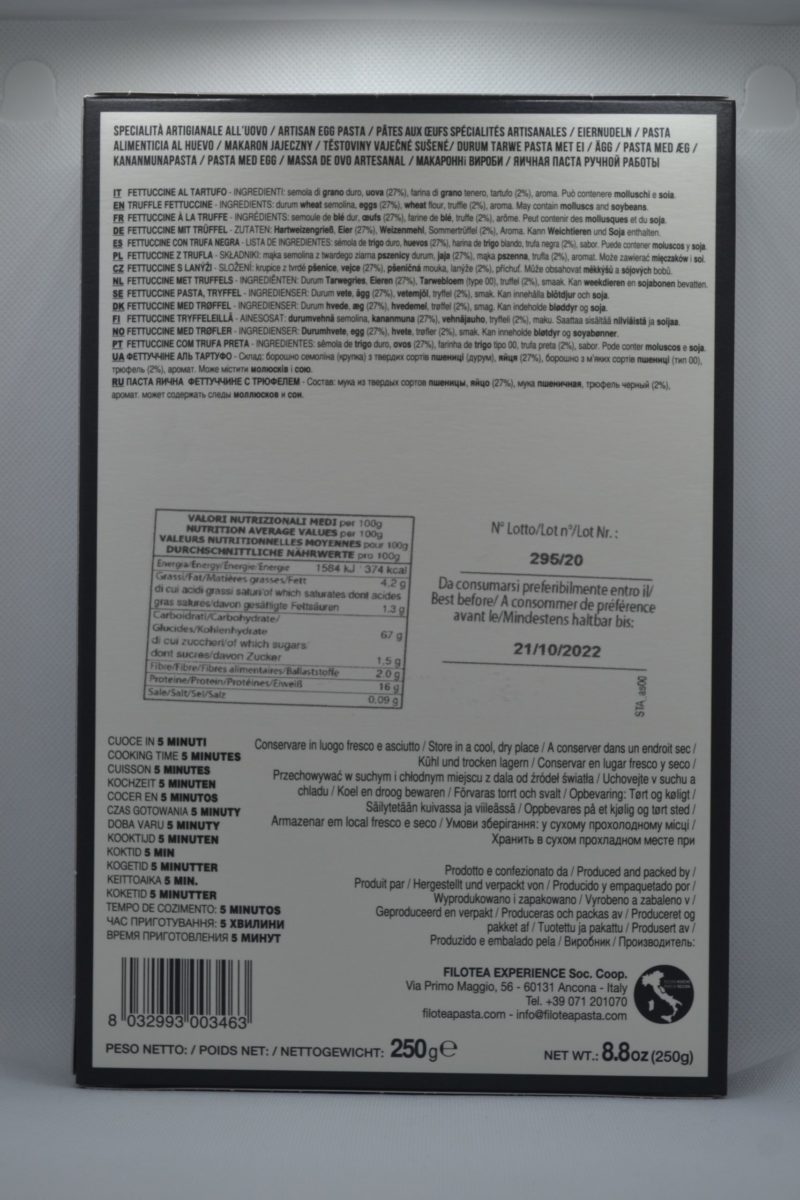 SPECIALITÀ ARTIGIANALE ALL'UOVO / ARTISAN EGG PASTA / PÂTES AUX ŒUFS SPÉCIALITÉS ARTISANALES / EIERNUDELN / PASTA
ALIMENTICIA AL HUEVO / MAKARON JAJECZNY / TĚSTOVINY VAJEČNÉ SUŠENÉ / DURUM TARWE PASTA MET EI / ÄGG / PASTA MED ÆG /
KANANMUNAPASTA / PASTA MED EGG / MASSA DE OVO ARTESANAL / МАКАРОННі ВИРОБИ / ЯИЧНАЯ ПАСТА РУЧНОЙ РАБОТЫ
IT FETTUCCINE AL TARTUFO - INGREDIENTI: semola di grano duro, uova (27%), farina di grano tenero, tartufo (2%), aroma. Può contenere molluschi e soia.
EN TRUFFLE FETTUCCINE - INGREDIENTS: durum wheat semolina, eggs (27%), wheat flour, truffle (2%), aroma. May contain molluscs and soybeans.
FR FETTUCCINE À LA TRUFFE - INGRÉDIENTS: semoule de blé dur, œufs (27%), farine de blé, truffe (2%), arôme. Peut contenir des mollusques et du soja.
DE FETTUCCINE MIT TRÜFFEL - ZUTATEN: Hartweizengrieß, Eier (27%), Weizenmehl, Sommertrüffel (2%), Aroma. Kann Weichtieren und Soja enthalten.
ES FETTUCCINE CON TRUFA NEGRA - LISTA DE INGREDIENTES: sémola de trigo duro, huevos (27%), harina de trigo blando, trufa negra (2%), sabor. Puede contener moluscos y soja.
PL FETTUCCINE Z TRUFLA - SKŁADNIKI: mąka semolina z twardego ziarna pszenicy durum, jaja (27%), mąka pszenna, trufla (2%), aromat. Może zawierać mięczaków i soi.
CZ FETTUCCINE S LANÝŽI - SLOŽENÍ: krupice z tvrdé pšenice, vejce (27%), pšeničná mouka, lanýže (2%), příchuť. Může obsahovat měkkýšů a sójových bobů.
NL FETTUCCINE MET TRUFFELS - INGREDIËNTEN: Durum Tarwegries, Eieren (27%), Tarwebloem (type 00), truffel (2%), smaak. Kan weekdieren en sojabonen bevatten.
SE FETTUCCINE PASTA, TRYFFEL - INGREDIENSER: Durum vete, ägg (27%), vetemjöl, tryffel (2%), smak. Kan innehålla blötdjur och soja.
DK FETTUCCINE MED TRØFFEL - INGREDIENSER: Durum hvede, æg (27%), hvedemel, trøffel (2%), smag. Kan indeholde bløddyr og soja.
FI FETTUCCINE TRYFFELEILLÄ - AINESOSAT: durumvehnä semolina, kananmuna (27%), vehnäjauho, tryffeli (2%), maku. Saattaa sisältää nilviäistä ja soijaa.
NO FETTUCCINE MED TRØFLER - INGREDIENSER: Durumhvete, egg (27%), hvete, trøfler (2%), smak. Kan inneholde bløtdyr og soyabønner.
PT FETTUCCINE COM TRUFA PRETA - INGREDIENTES: sêmola de trigo duro, ovos (27%), farinha de trigo tipo 00, trufa preta (2%), sabor. Pode conter moluscos e soja.
UA ФЕТУЧЧІНЕ АЛЬ ТАРТУФО - Склад: борошно семоліна (крупка) з твердих сортів пшениці (дурум), яйця (27%), борошно з м'яких сортів пшениці (тип 00),
трюфель (2%), аромат. Може містити молюсків і сою.
RU ПАСТА ЯИЧНА ФЕТТУЧЧИНЕ С ТРЮФЕЛЕМ - Состав: мука из твердых сортов пшеницы, яйцо (27%), мука пшеничная, трюфель черный (2%),
аромат. может содержать следы моллюсков и сои.
VALORI NUTRIZIONALI MEDI per 100g
NUTRITION AVERAGE VALUES per 100g
VALEURS NUTRITIONNELLES MOYENNES pour 100g
DURCHSCHNITTLICHE NÄHRWERTE pro 100g
Energia/Energy/Énergie/Energie 1584 kJ 374 kcal
Grassi/Fat/Matières grasses/Fett 4,2 g
di cui acidi grassi saturi/of which saturates dont acides
gras saturés/davon gesättigte Fettsäuren 1,3 g
Carboidrati/Carbohydrate/
Glucides/Kohlenhydrate 67 g
di cui zuccheri/of which sugars
dont sucres/davon Zucker 1,5 g
Fibre/Fibre/Fibres alimentaires/Ballaststoffe 2.0 g
Proteine/Protein/Protéines/Eiweiß 16 g
Sale/Salt/Sel/Salz 0.09 g
N° Lotto/Lot n°/Lot Nr.:
295/20
Da consumarsi preferibilmente entro il/
Best before/ A consommer de préférence
avant le/Mindestens haltbar bis:
21/10/2022
STA_as00
CUOCE IN 5 MINUTI
COOKING TIME 5 MINUTES
CUISSON 5 MINUTES
KOCHZEIT 5 MINUTEN
COCER EN 5 MINUTOS
CZAS GOTOWANIA 5 MINUTY
DOBA VARU 5 MINUTY
KOOKTIJD 5 MINUTEN
KOKTID 5 MIN
KOGETID 5 MINUTTER
KEITTOAIKA 5 MIN.
KOKETID 5 MINUTTER
TEMPO DE COZIMENTO: 5 MINUTOS
ЧАС ПРИГОТУВАННЯ: 5 ХВИЛИНИ
ВРЕМЯ ПРИГОТОВЛЕНИЯ 5 МИНУТ
Conservare in luogo fresco e asciutto / Store in a cool, dry place / A conserver dans un endroit sec /
Kühl und trocken lagern / Conservar en lugar fresco y seco /
Przechowywać w suchym i chłodnym miejscu z dala od źródeł światła / Uchovejte v suchu a
chladu / Koel en droog bewaren / Förvaras torrt och svalt / Opbevaring: Tørt og køligt /
Säilytetään kuivassa ja viileässä / Oppbevares på et kjølig og tørt sted /
Armazenar em local fresco e seco / Умови зберігання: у сухому прохолодному місці /
Хранить в сухом прохладном месте при
Prodotto e confezionato da / Produced and packed by /
Produit par / Hergestellt und verpackt von / Producido y empaquetado por /
Wyprodukowano i zapakowano / Vyrobeno a zabaleno v /
Geproduceerd en verpakt / Produceras och packas av / Produceret og
pakket af / Tuotettu ja pakattu / Produsert av /
Produzido e embalado pela / Виробник / Производитель:
FILOTEA EXPERIENCE Soc. Coop.
Via Primo Maggio, 56 - 60131 Ancona - Italy
Tel. +39 071 201070
filoteapasta.com - info@filoteapasta.com
8 032993 003463
PESO NETTO: / POIDS NET: / NETTOGEWICHT: 250g℮
NET WT.: 8.8oz (250g)